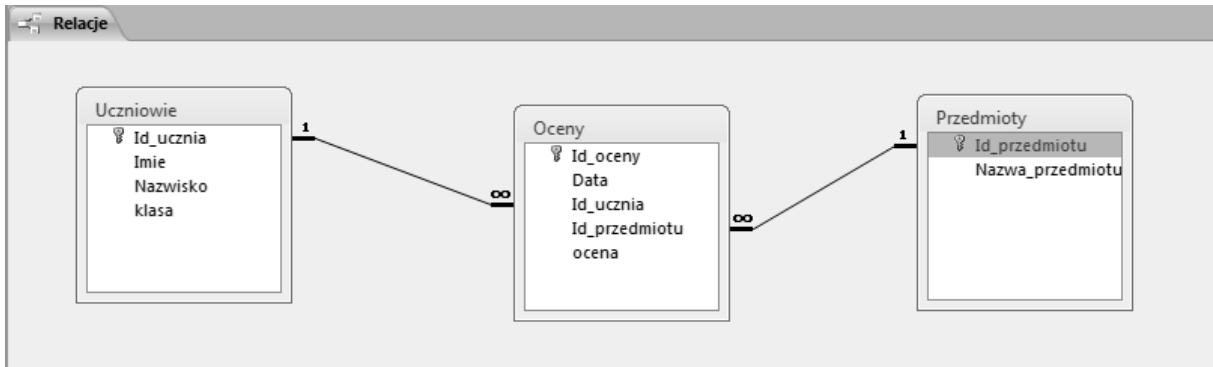 Relacje
Uczniowie
Id_ucznia
Imie
Nazwisko
klasa
1
∞
Oceny
Id_oceny
Data
Id_ucznia
Id_przedmiotu
ocena
∞
1
Przedmioty
Id_przedmiotu
Nazwa_przedmiotu